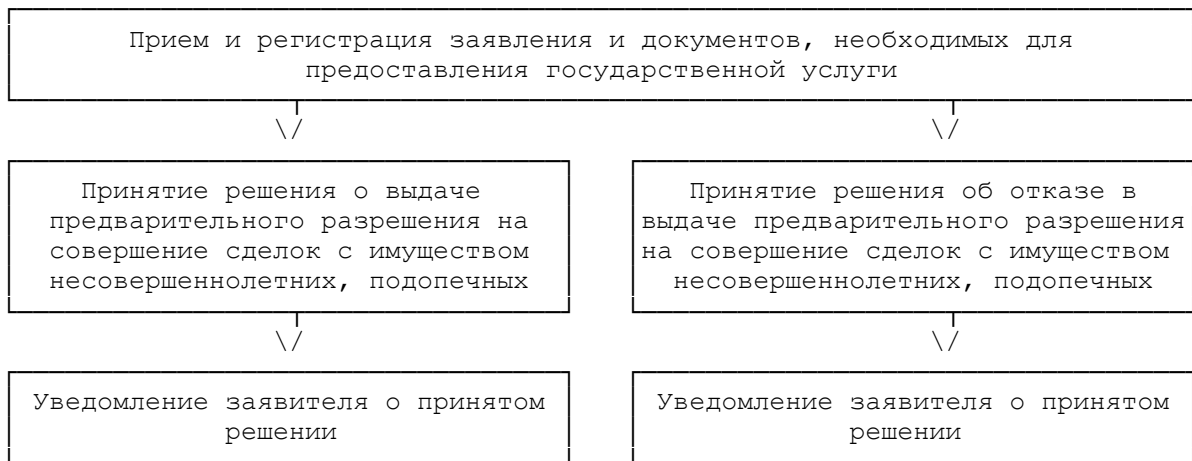 Прием и регистрация заявления и документов, необходимых для
предоставления государственной услуги
Принятие решения о выдаче
предварительного разрешения на
совершение сделок с имуществом
несовершеннолетних, подопечных
Принятие решения об отказе в
выдаче предварительного разрешения
на совершение сделок с имуществом
несовершеннолетних, подопечных
Уведомление заявителя о принятом
решении
Уведомление заявителя о принятом
решении